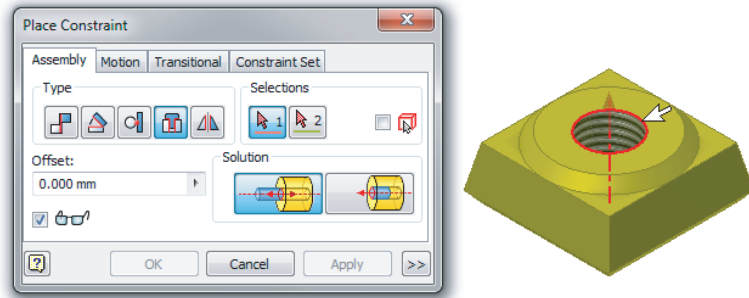 Place Constraint
Assembly Motion Transitional Constraint Set
Type Selections
1 2
Offset: Solution
0.000 mm
? OK Cancel Apply >>